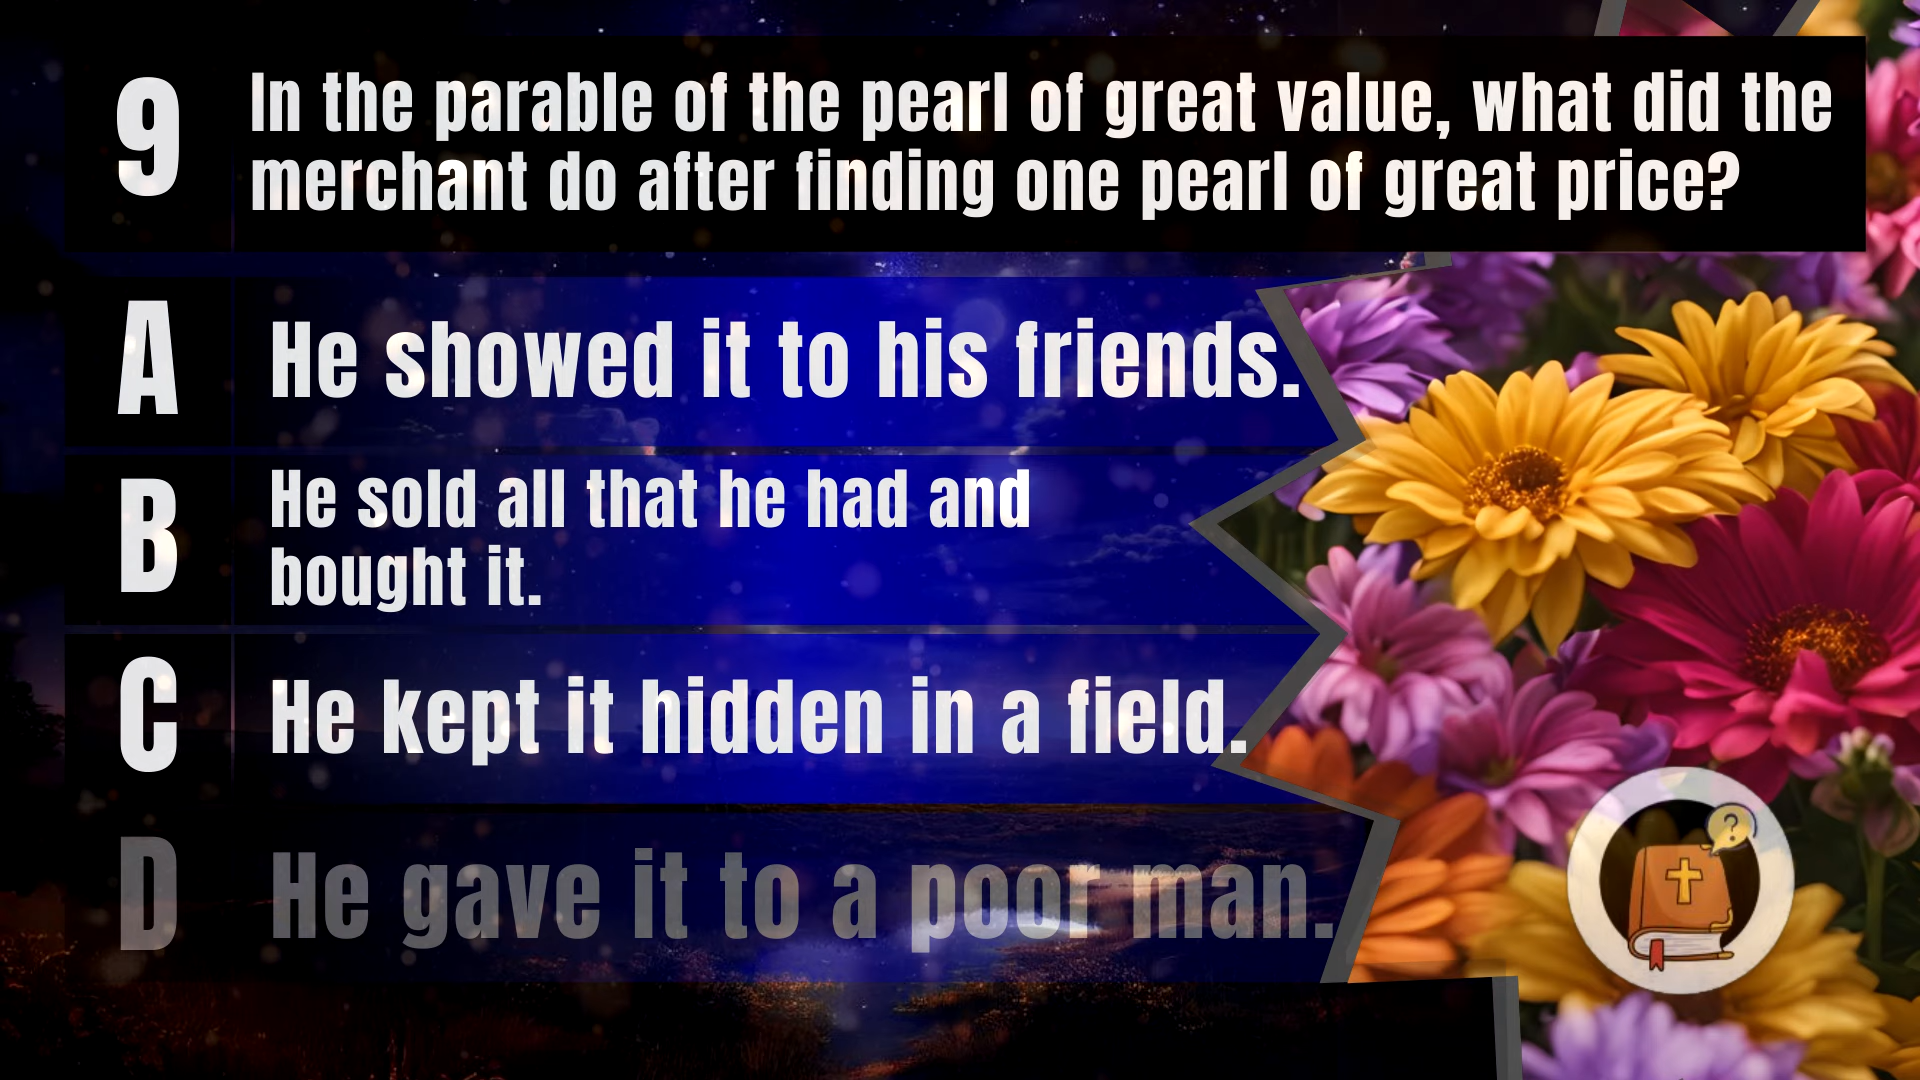 9
In the parable of the pearl of great value, what did the
merchant do after finding one pearl of great price?
A
He showed it to his friends.
B
He sold all that he had and
bought it.
C
He kept it hidden in a field.
D
He gave it to a poor man.
?